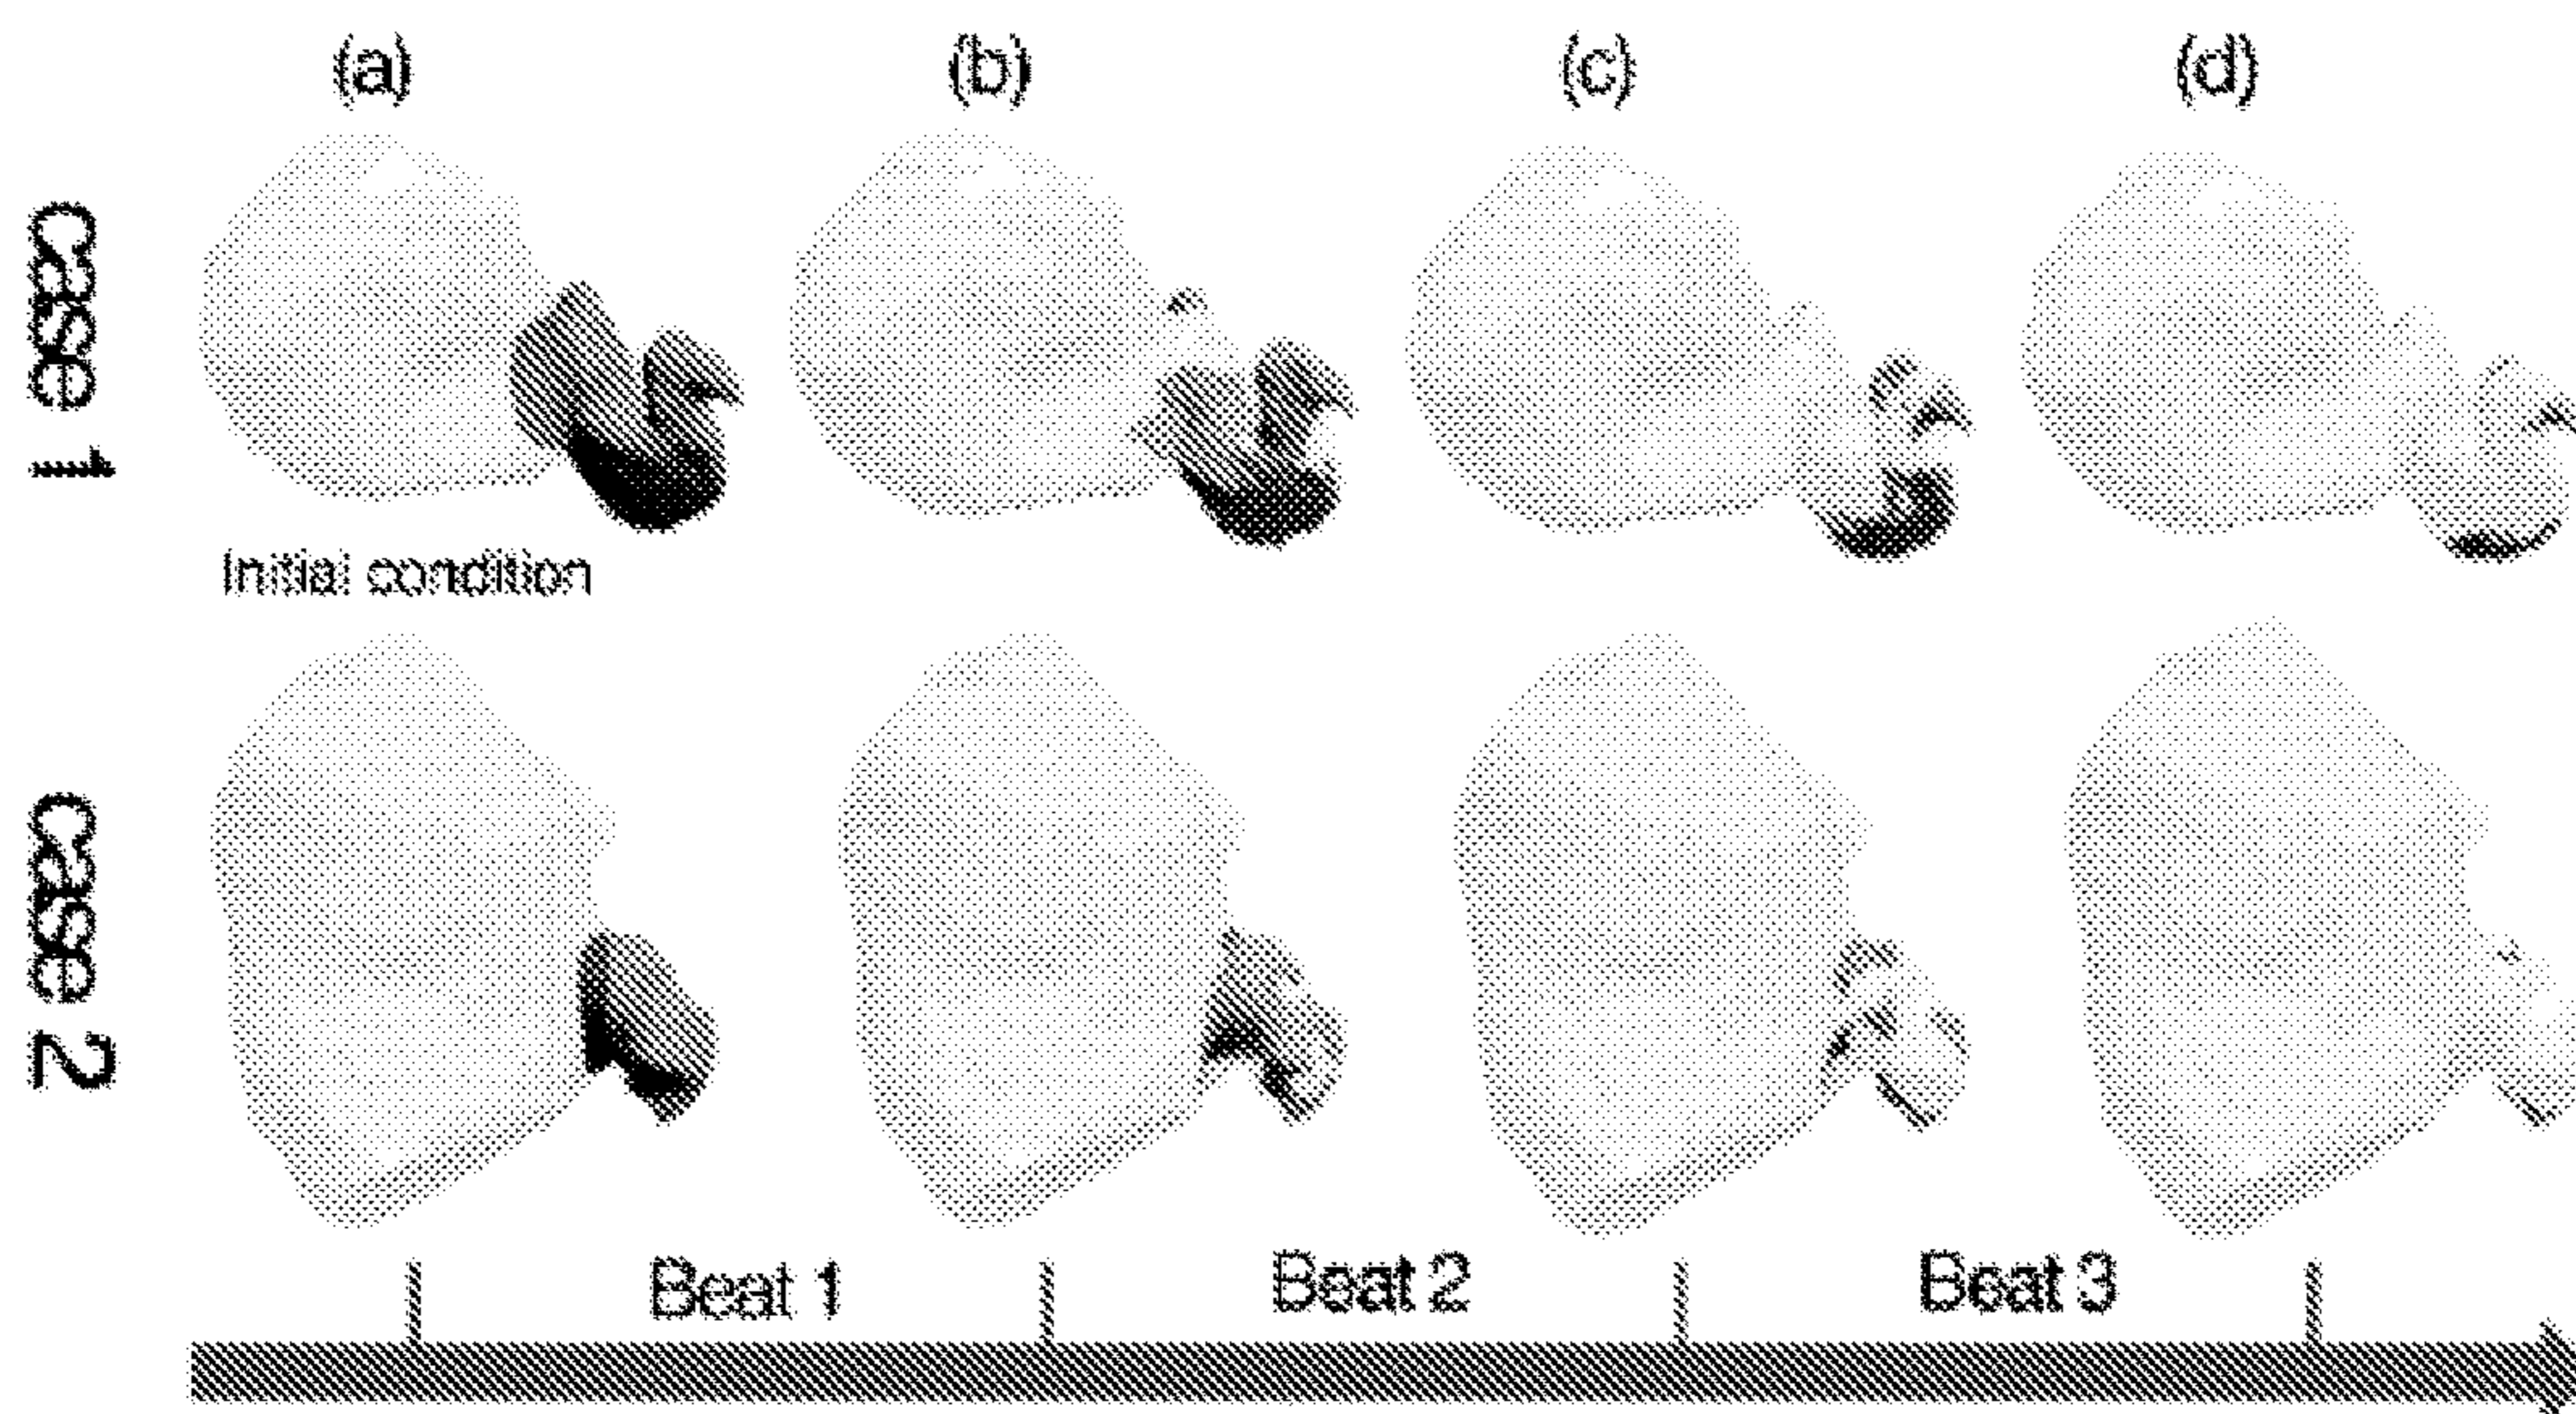 (a) (b) (c) (d)
case 1
Initial condition
case 2
Beat 1 Beat 2 Beat 3